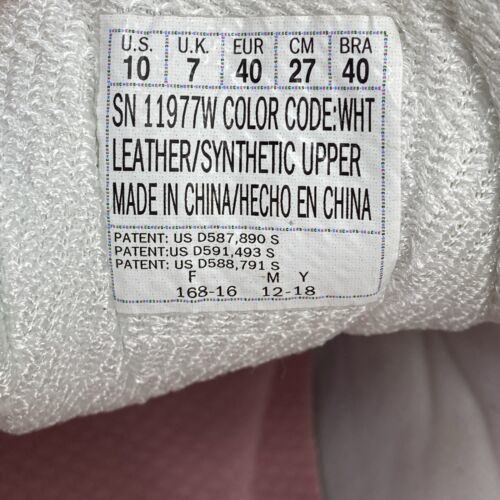 U.S. U.K. EUR CM BRA
10 7 40 27 40
SN 11977W COLOR CODE:WHT
LEATHER/SYNTHETIC UPPER
MADE IN CHINA/HECHO EN CHINA
PATENT: US D587,890 S
PATENT:US D591,493 S
PATENT: US D588,791 S
F M Y
168-16 12-18